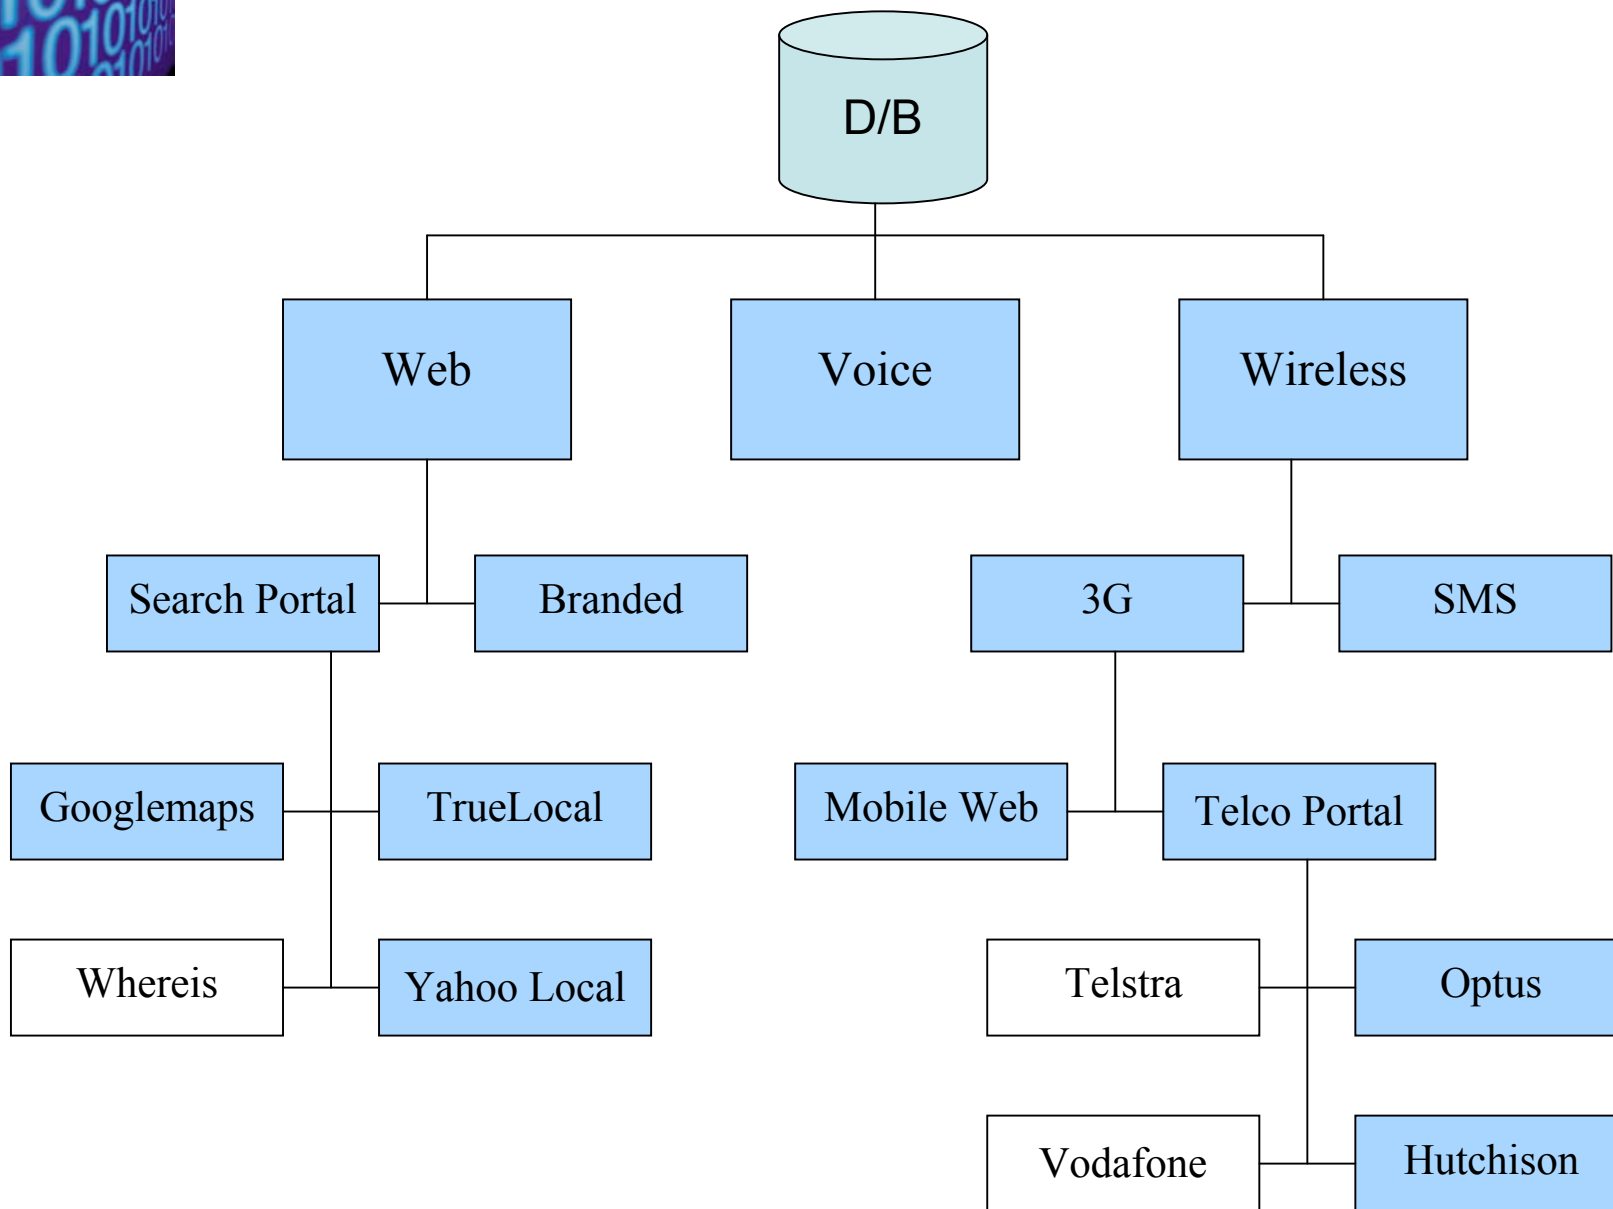 D/B
Web
Voice
Wireless
Search Portal
Branded
3G
SMS
Googlemaps
TrueLocal
Mobile Web
Telco Portal
Whereis
Yahoo Local
Telstra
Optus
Vodafone
Hutchison